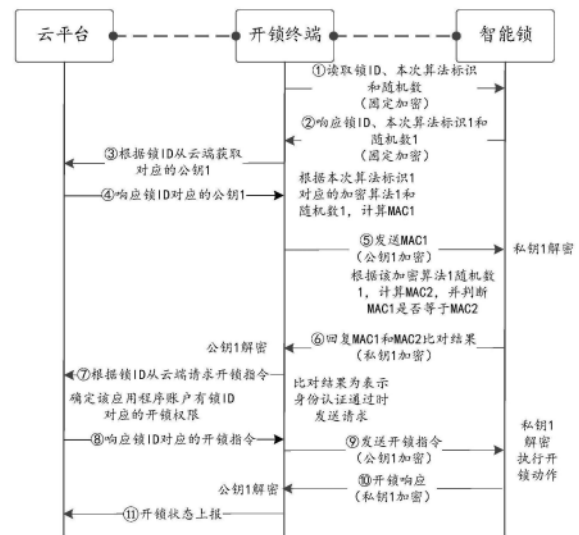 云平台
开锁终端
智能锁
①读取锁ID、本次算法标识
和随机数
(固定加密)
②响应锁ID、本次算法标识1和
随机数1
(固定加密)
③根据锁ID从云端获取
对应的公钥1
④响应锁ID对应的公钥1
根据本次算法标识1
对应的加密算法1和
随机数1，计算MAC1
⑤发送MAC1
(公钥1加密)
私钥1解密
根据该加密算法1随机数
1，计算MAC2，并判断
MAC1是否等于MAC2
⑥回复MAC1和MAC2比对结果
(私钥1加密)
公钥1解密
⑦根据锁ID从云端请求开锁指令
确定该应用程序账户有锁ID
对应的开锁权限
比对结果为表示
身份认证通过时
发送请求
⑧响应锁ID对应的开锁指令
⑨发送开锁指令
(公钥1加密)
私钥1
解密
执行开
锁动作
⑩开锁响应
(私钥1加密)
公钥1解密
⑪开锁状态上报